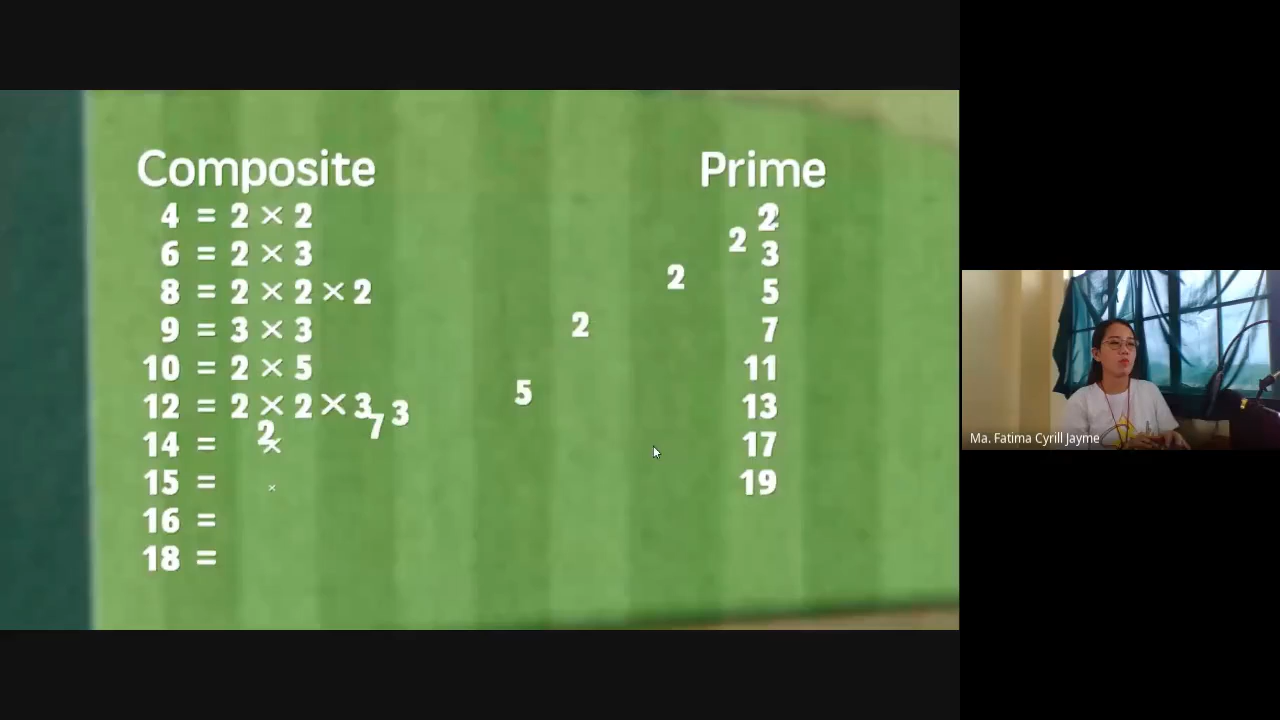 Composite
4 = 2 × 2
6 = 2 × 3
8 = 2 × 2 × 2
9 = 3 × 3
10 = 2 × 5
12 = 2 × 2 × 3
14 = 2 × 7
15 = × 3
16 =
18 =
5
2
2
2
Prime
2
3
5
7
11
13
17
19
Ma. Fatima Cyrill Jayme